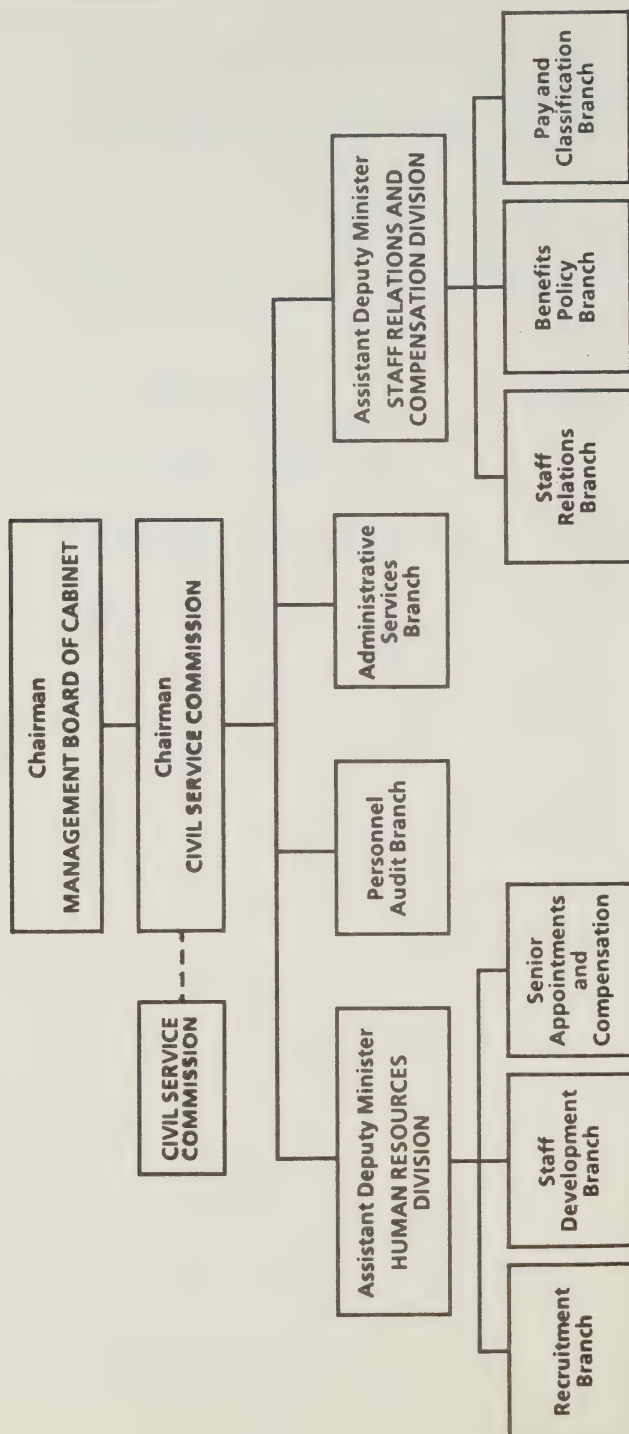 Chairman
MANAGEMENT BOARD OF CABINET
CIVIL SERVICE
COMMISSION
Chairman
CIVIL SERVICE COMMISSION
Assistant Deputy Minister
HUMAN RESOURCES
DIVISION
Personnel
Audit Branch
Administrative
Services
Branch
Assistant Deputy Minister
STAFF RELATIONS AND
COMPENSATION DIVISION
Recruitment
Branch
Staff
Development
Branch
Senior
Appointments
and
Compensation
Staff
Relations
Branch
Benefits
Policy
Branch
Pay and
Classification
Branch